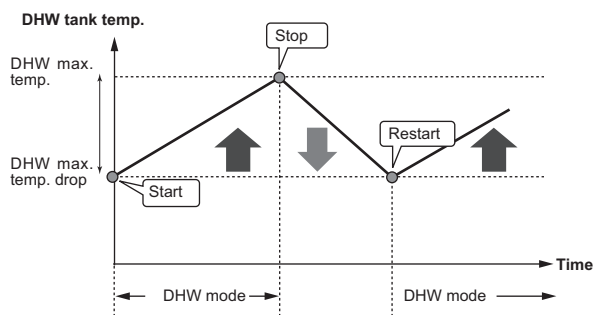 DHW tank temp.
Stop
DHW max.
temp.
Restart
DHW max.
temp. drop
Start
Time
DHW mode
DHW mode